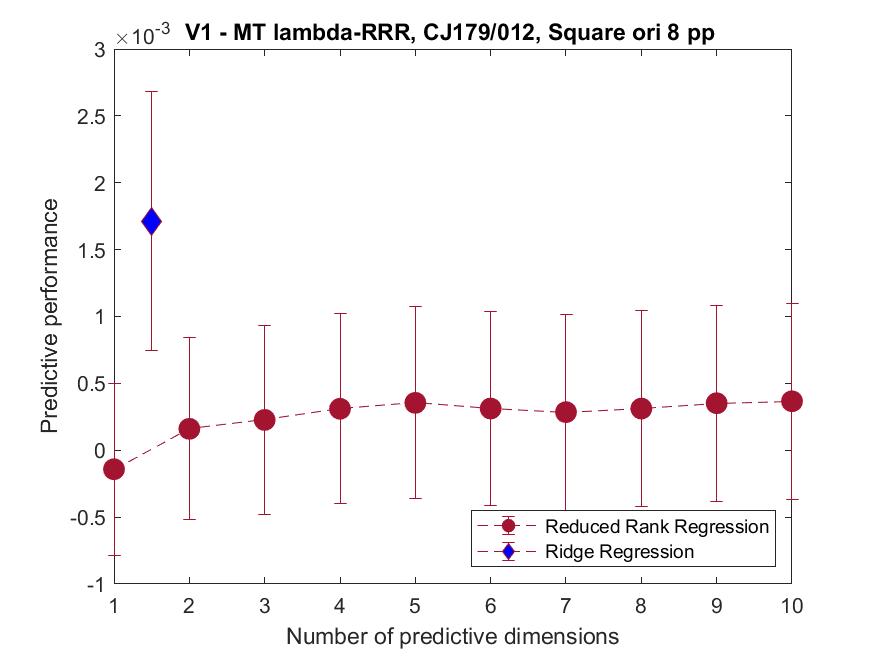 ×10-3 V1 - MT lambda-RRR, CJ179/012, Square ori 8 pp
3
2.5
2
1.5
1
0.5
0
-0.5
-1
Predictive performance
Reduced Rank Regression
Ridge Regression
1 2 3 4 5 6 7 8 9 10
Number of predictive dimensions